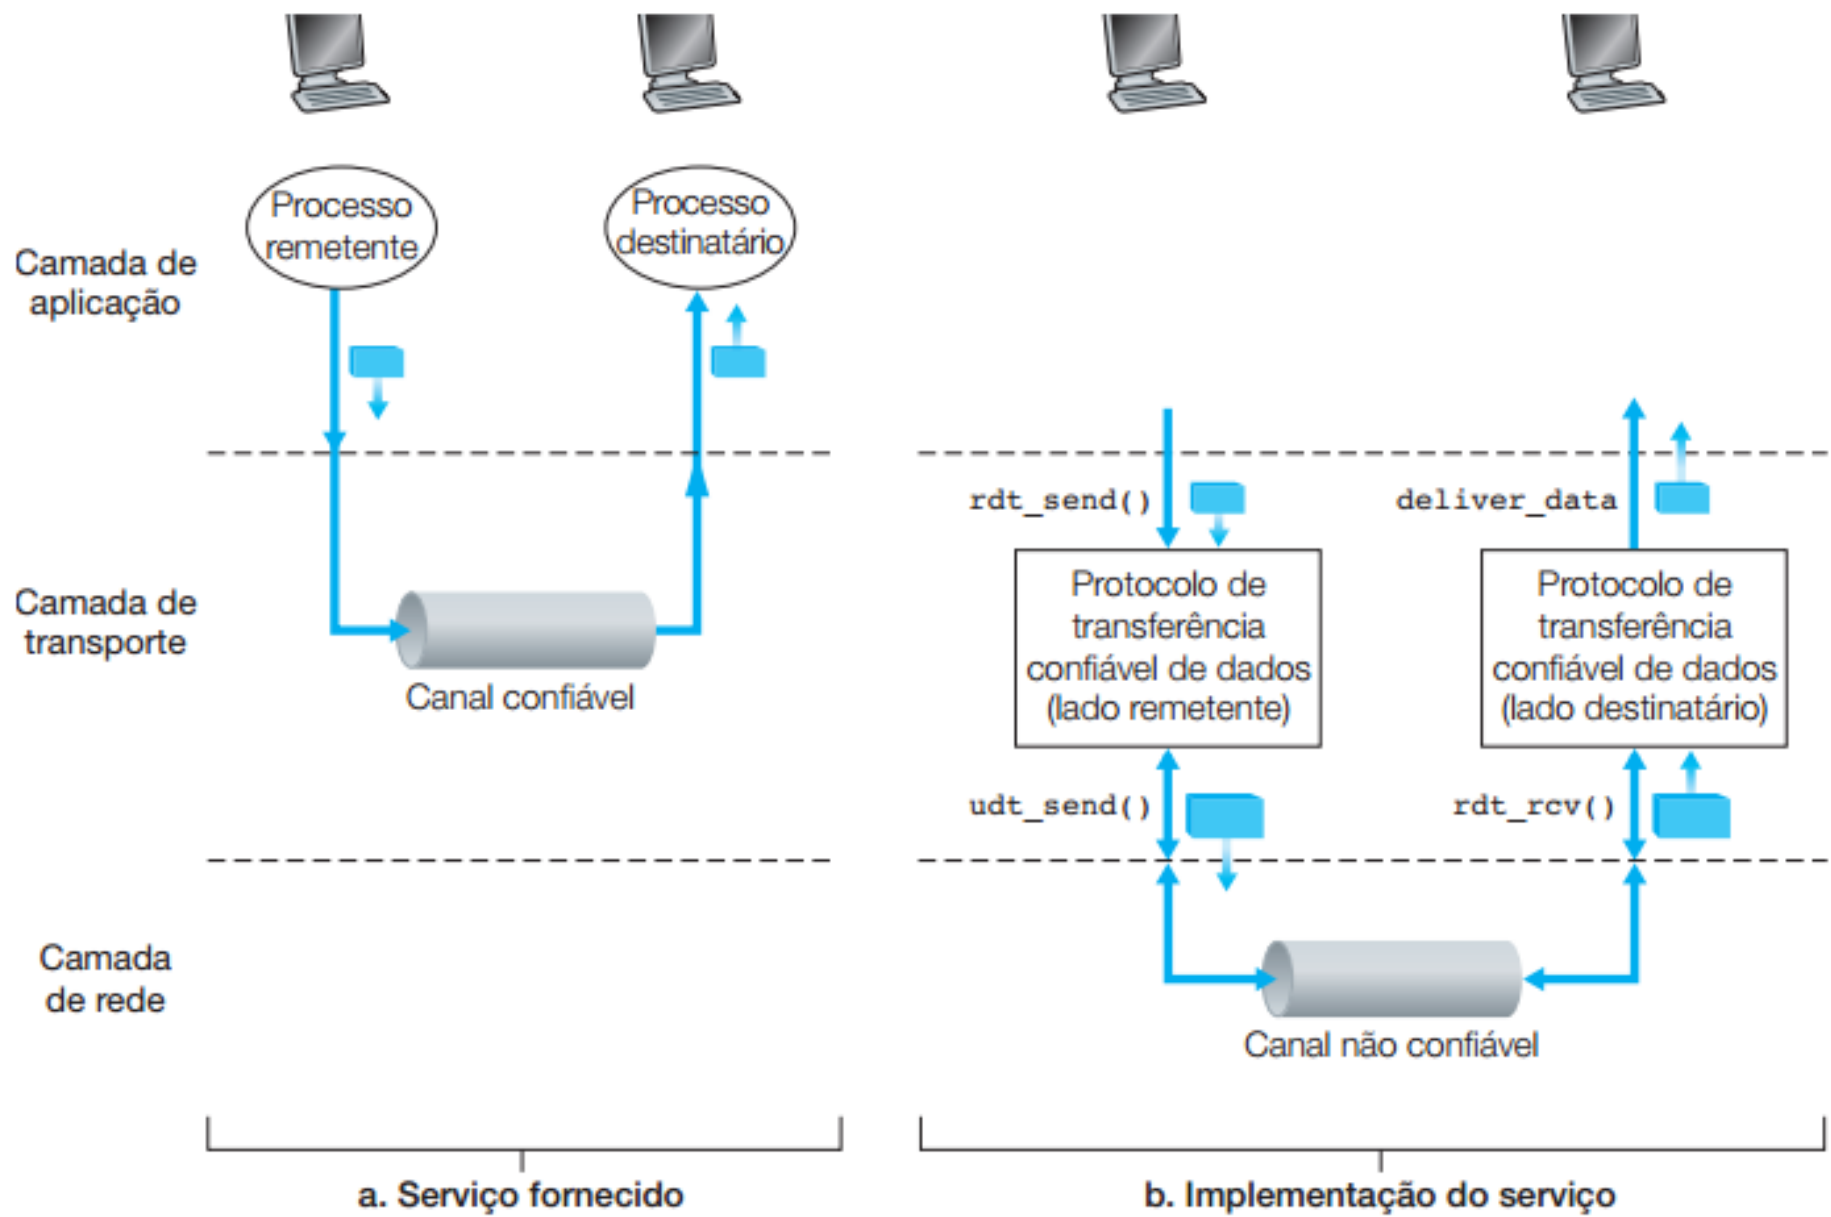 Processo
remetente
Processo
destinatário
Camada de
aplicação
Camada de
transporte
Canal confiável
Camada
de rede
a. Serviço fornecido
rdt_send()
deliver_data
Protocolo de
transferência
confiável de dados
(lado remetente)
Protocolo de
transferência
confiável de dados
(lado destinatário)
udt_send()
rdt_rcv()
Canal não confiável
b. Implementação do serviço